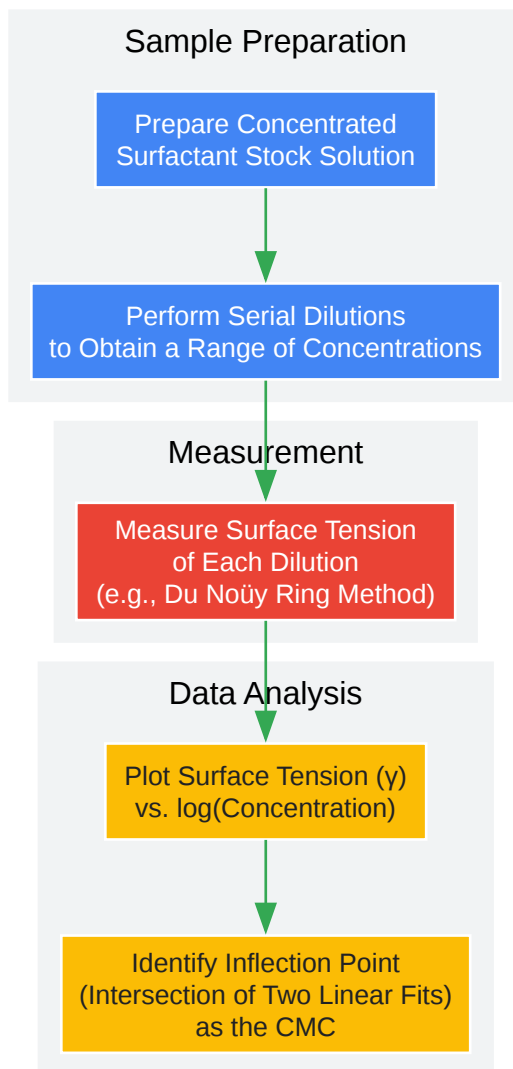 Sample Preparation
Prepare Concentrated
Surfactant Stock Solution
Perform Serial Dilutions
to Obtain a Range of Concentrations
Measurement
Measure Surface Tension
of Each Dilution
(e.g., Du Noüy Ring Method)
Data Analysis
Plot Surface Tension (γ)
vs. log(Concentration)
Identify Inflection Point
(Intersection of Two Linear Fits)
as the CMC